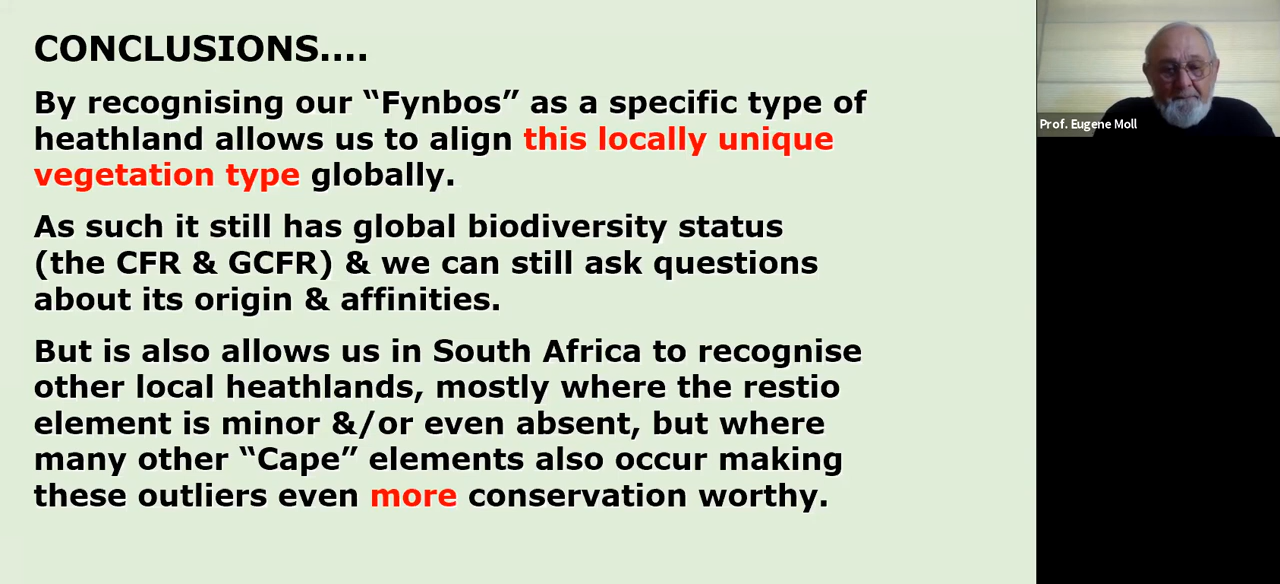 CONCLUSIONS....
By recognising our “Fynbos” as a specific type of
heathland allows us to align this locally unique
vegetation type globally.
As such it still has global biodiversity status
(the CFR & GCFR) & we can still ask questions
about its origin & affinities.
But is also allows us in South Africa to recognise
other local heathlands, mostly where the restio
element is minor &/or even absent, but where
many other “Cape” elements also occur making
these outliers even more conservation worthy.
Prof. Eugene Moll